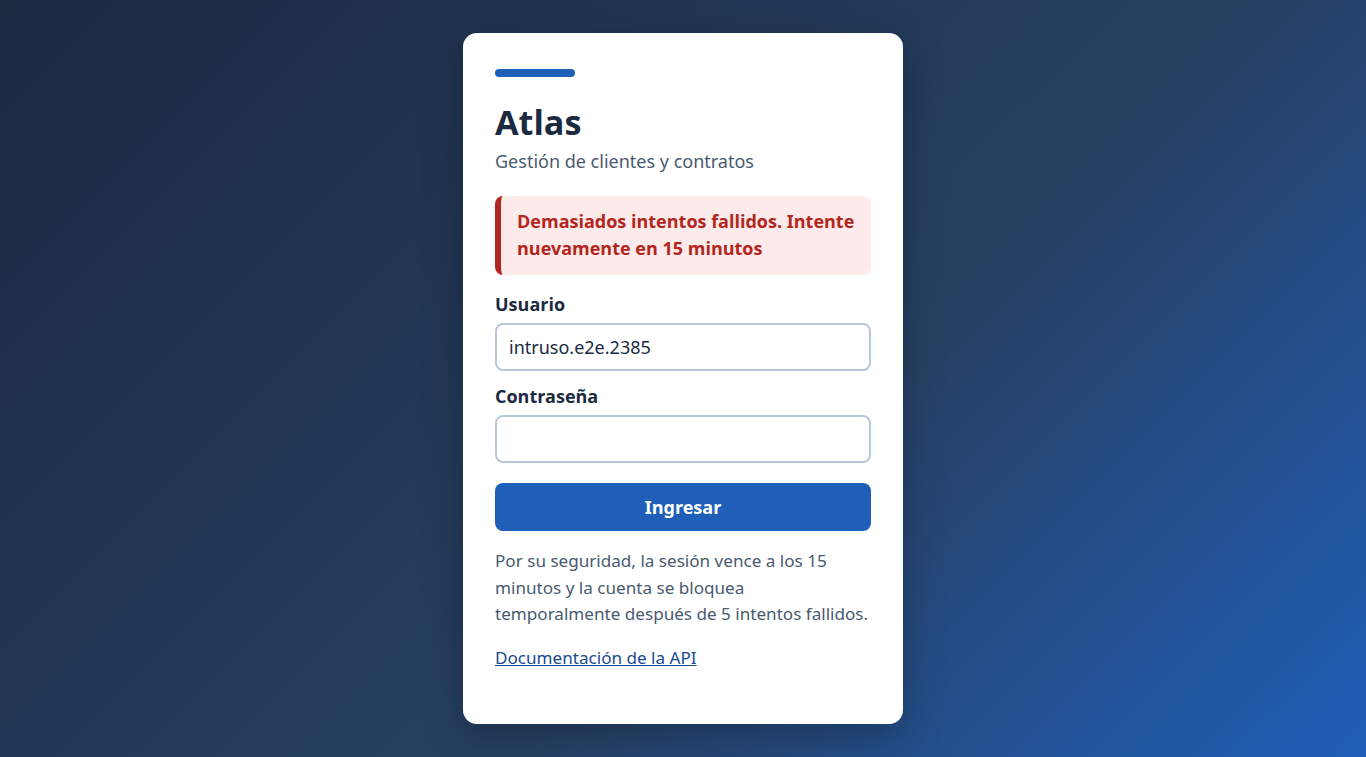 Atlas
Gestión de clientes y contratos
Demasiados intentos fallidos. Intente
nuevamente en 15 minutos
Usuario
intruso.e2e.2385
Contraseña
Ingresar
Por su seguridad, la sesión vence a los 15
minutos y la cuenta se bloquea
temporalmente después de 5 intentos fallidos.
Documentación de la API